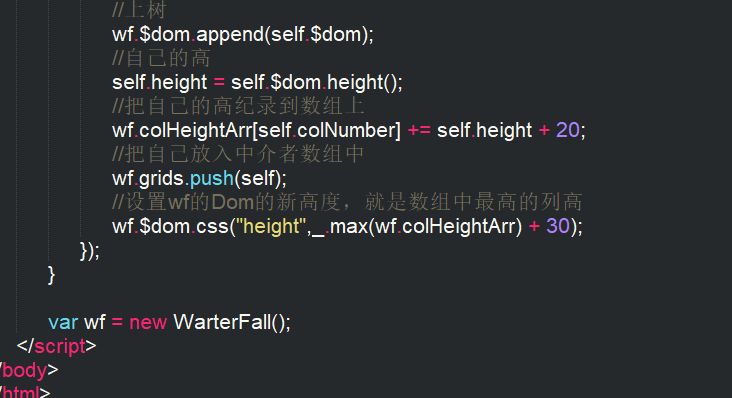 //上树
wf.$dom.append(self.$dom);
//自己的高
self.height = self.$dom.height();
//把自己的高纪录到数组上
wf.colHeightArr[self.colNumber] += self.height + 20;
//把自己放入中介者数组中
wf.grids.push(self);
//设置wf的Dom的新高度，就是数组中最高的列高
wf.$dom.css("height",_.max(wf.colHeightArr) + 30);
});
}
var wf = new WarterFall();
</script>
/body>
/html>